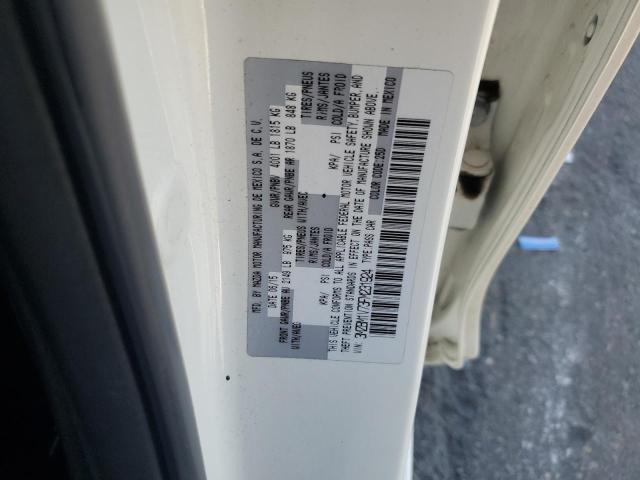 MFD. BY MAZDA MOTOR MANUFACTURING DE MEXICO S.A. DE C.V.
DATE 06/15 GVWR/PNBV 4001 LB 1815 KG
FRONT GAWR/PNBE AV 2149 LB 975 KG REAR GAWR/PNBE AR 1870 LB 848 KG
WITH/AVEC TIRES/PNEUS WITH/AVEC TIRES/PNEUS
RIMS/JANTES RIMS/JANTES
KPA/ PSI COLD/A FROID KPA/ PSI COLD/A FROID
THIS VEHICLE CONFORMS TO ALL APPLICABLE FEDERAL MOTOR VEHICLE SAFETY, BUMPER, AND
THEFT PREVENTION STANDARDS IN EFFECT ON THE DATE OF MANUFACTURE SHOWN ABOVE.
VIN: 3MZBM1T73FM221924 TYPE PASS CAR COLOR CODE: 25D MADE IN MEXICO